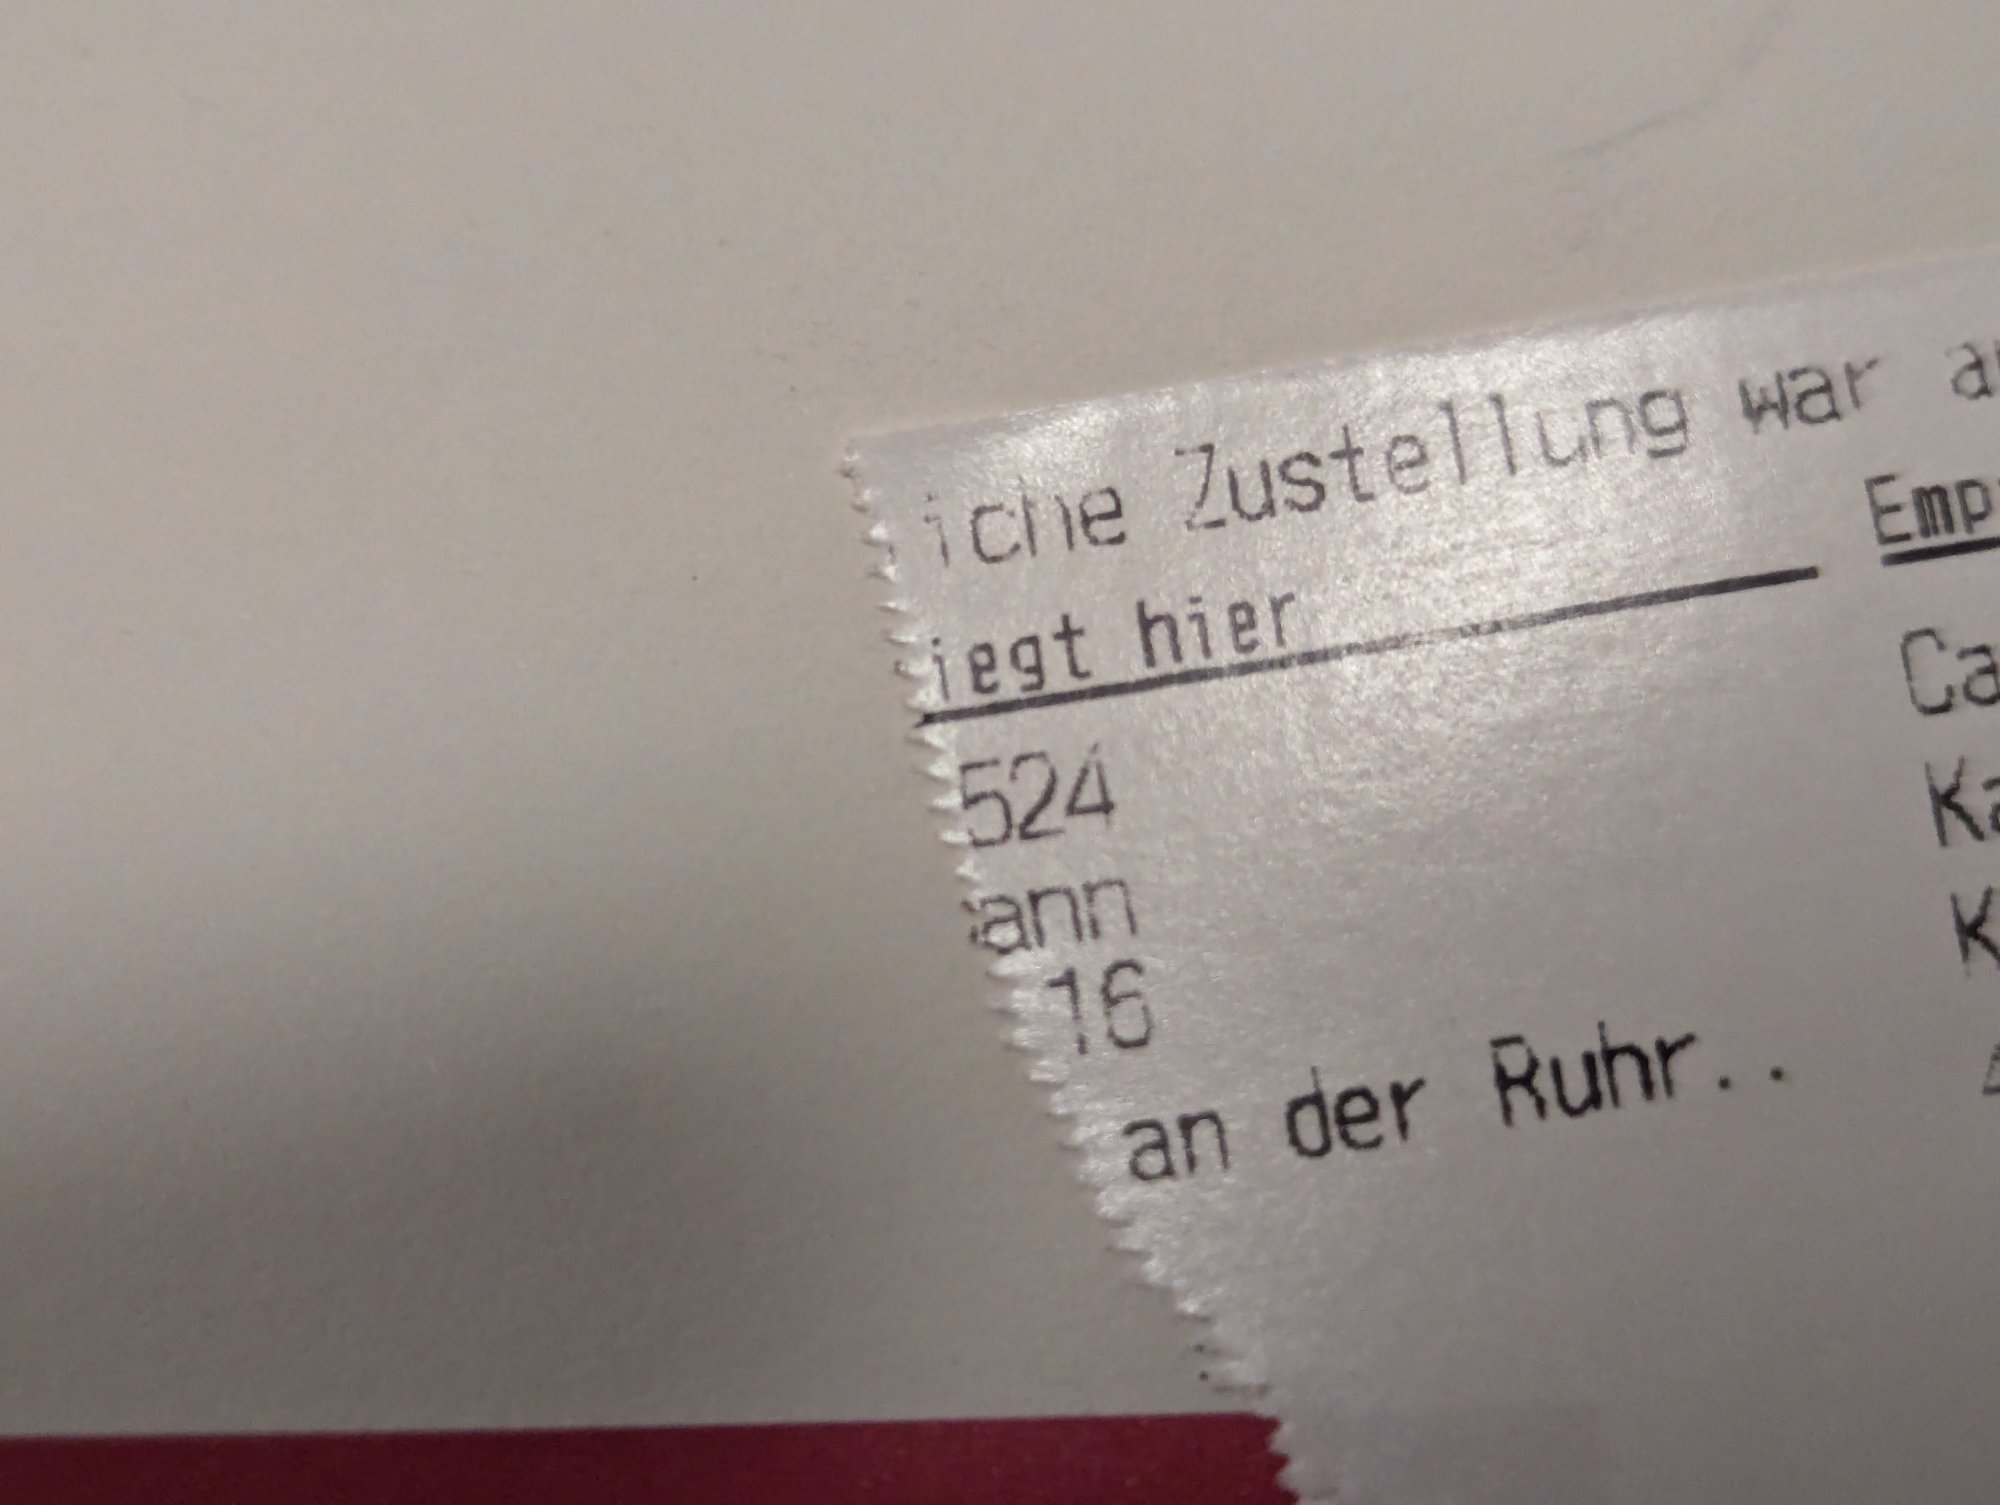 iche Zustellung war
iegt hier
524
ann
16
an der Ruhr..
Emp
Ca
Ka
K